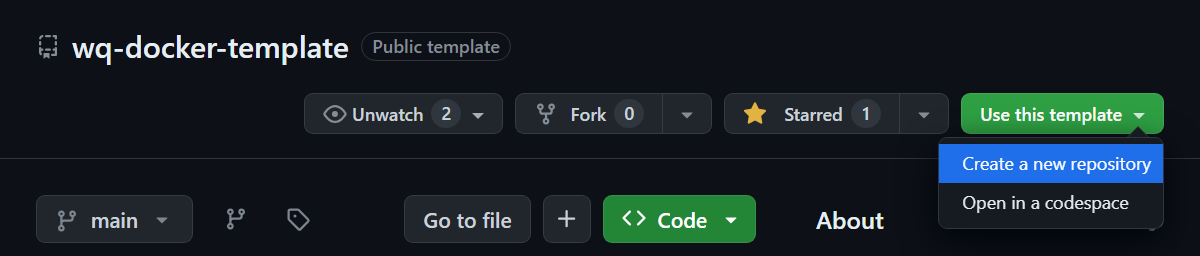 wq-docker-template Public template
Unwatch 2 Fork 0 Starred 1 Use this template
Create a new repository
Open in a codespace
main Go to file Code About